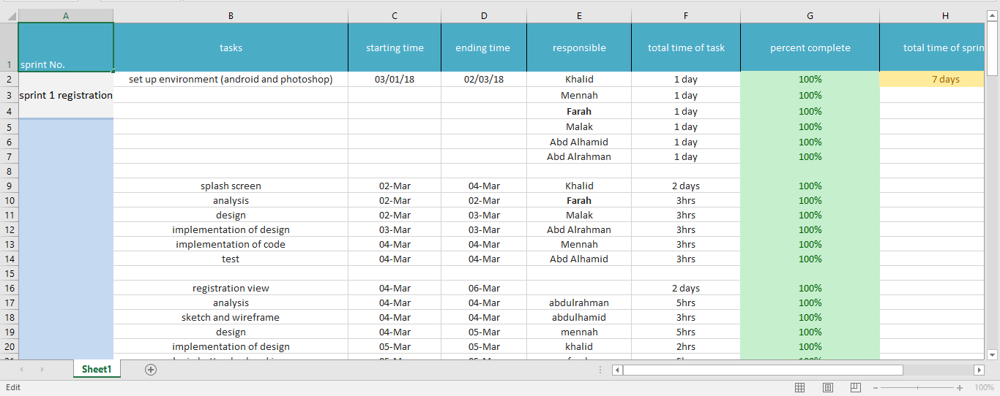 A B C D E F G H
1 sprint No. tasks starting time ending time responsible total time of task percent complete total time of sprin
2 set up environment (android and photoshop) 03/01/18 02/03/18 Khalid 1 day 100% 7 days
3 sprint 1 registration Mennah 1 day 100%
4 Farah 1 day 100%
5 Malak 1 day 100%
6 Abd Alhamid 1 day 100%
7 Abd Alrahman 1 day 100%
8
9 splash screen 02-Mar 04-Mar Khalid 2 days 100%
10 analysis 02-Mar 02-Mar Farah 3hrs 100%
11 design 02-Mar 03-Mar Malak 3hrs 100%
12 implementation of design 03-Mar 03-Mar Abd Alrahman 3hrs 100%
13 implementation of code 04-Mar 04-Mar Mennah 3hrs 100%
14 test 04-Mar 04-Mar Abd Alhamid 3hrs 100%
15
16 registration view 04-Mar 06-Mar 2 days 100%
17 analysis 04-Mar 04-Mar abdulrahman 5hrs 100%
18 sketch and wireframe 04-Mar 04-Mar abdulhamid 3hrs 100%
19 design 04-Mar 05-Mar mennah 5hrs 100%
20 implementation of design 05-Mar 05-Mar khalid 2hrs 100%
Sheet1
Edit 100%